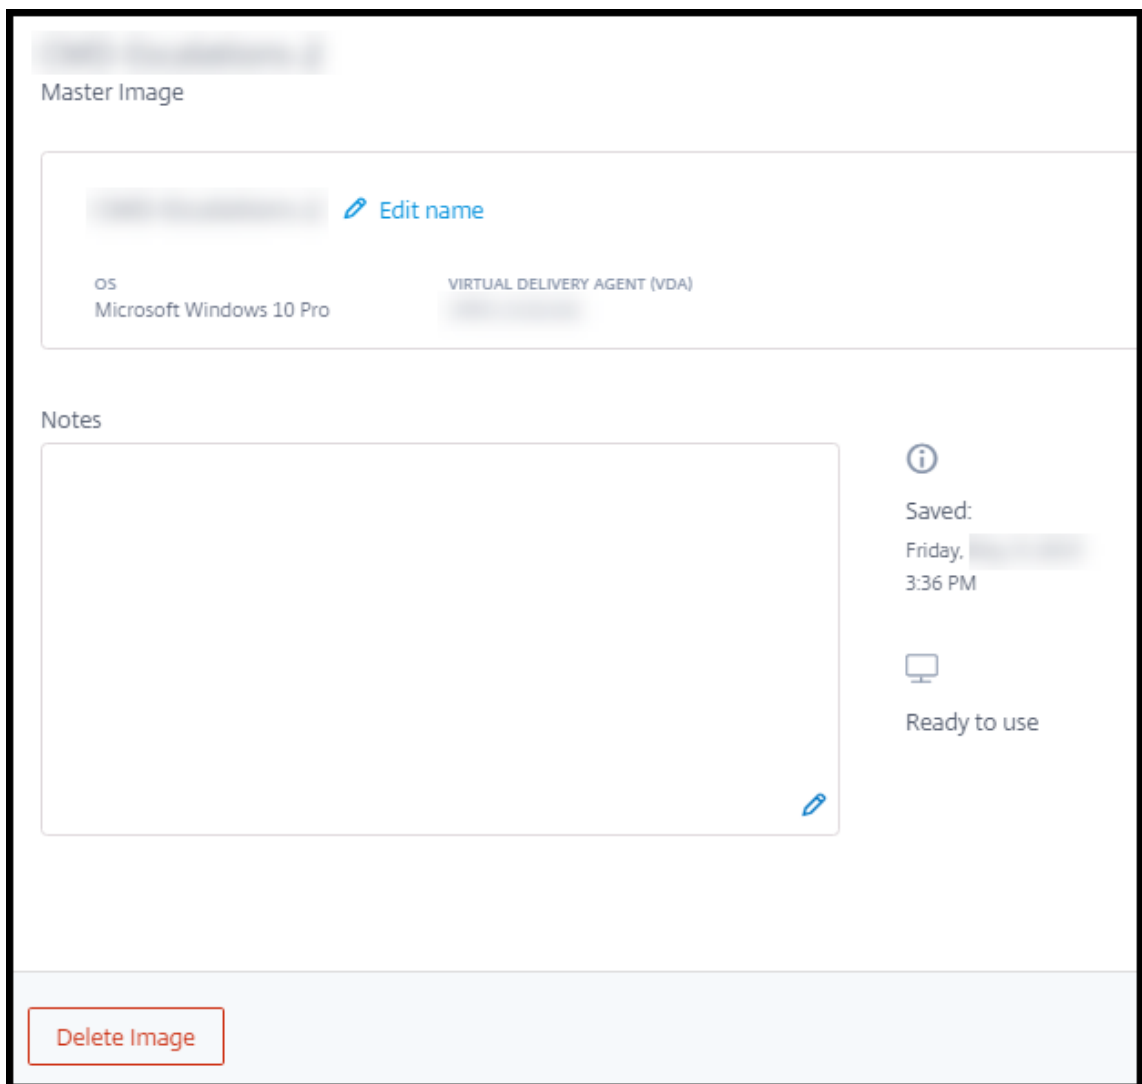 Master Image
Edit name
OS
VIRTUAL DELIVERY AGENT (VDA)
Microsoft Windows 10 Pro
Notes
Saved:
Friday,
3:36 PM
Ready to use
Delete Image